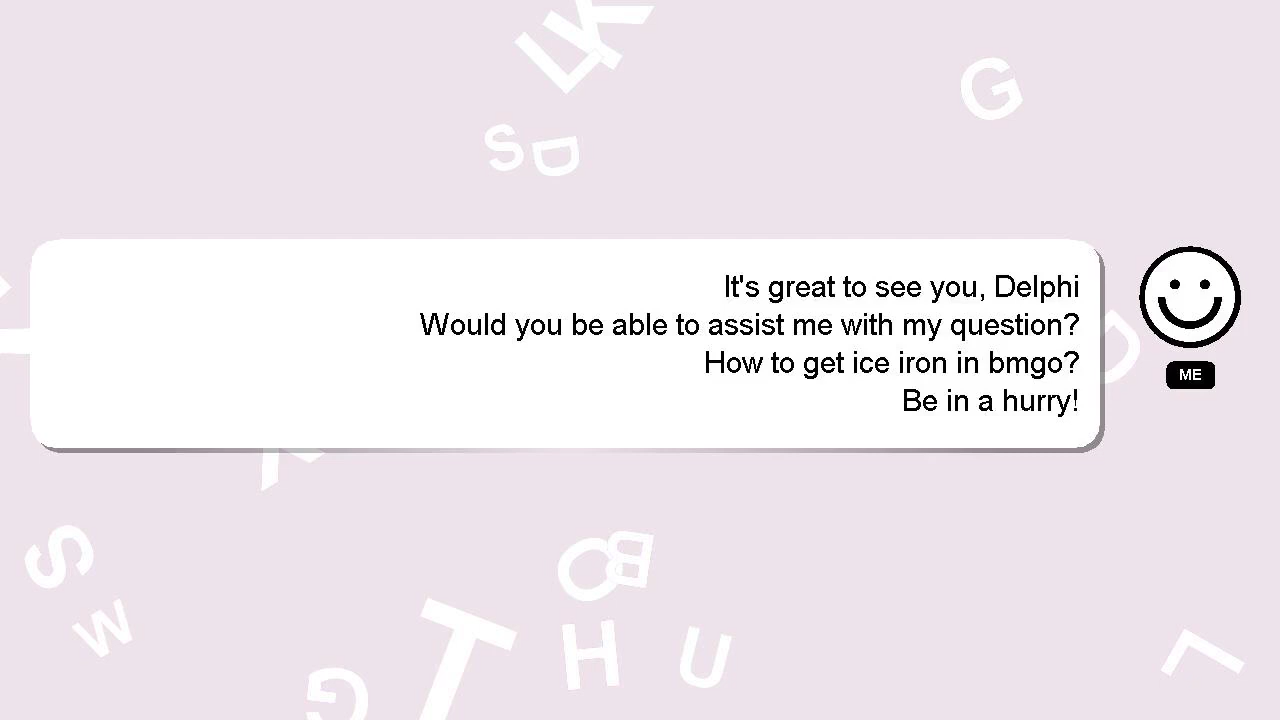 It's great to see you, Delphi
Would you be able to assist me with my question?
How to get ice iron in bmgo?
Be in a hurry!
ME
L
K
G
S
D
S
W
C
B
T
H
U
G
L